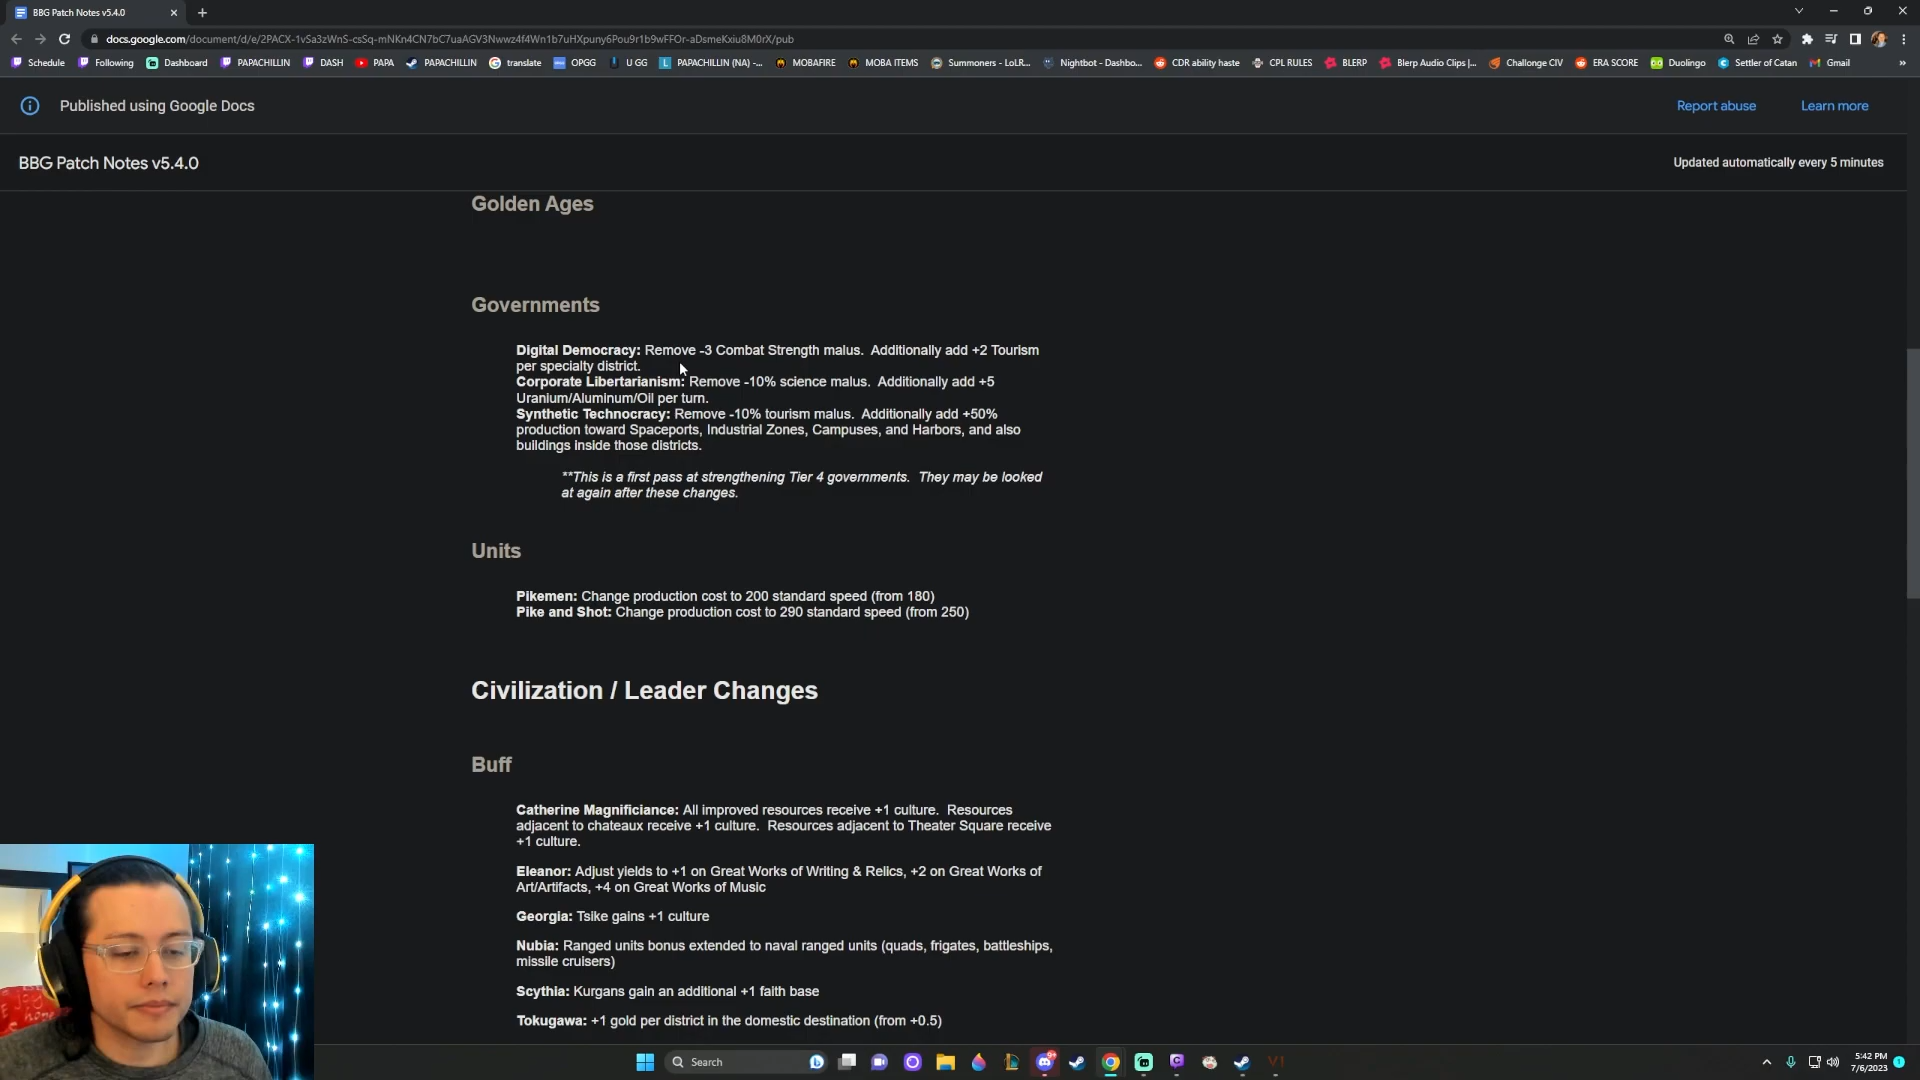 BBG Patch Notes v5.4.0
docs.google.com/document/d/e/2PACX-1vSa3zWnS-csSq-mNKn4CN7bC7uaAGV3Nwwz4f4Wn1b7uHXpuny6Pou9r1b9wFFOr-aDsmeKxiu8M0rX/pub
Schedule Following Dashboard PAPACHILLIN DASH PAPA PAPACHILLIN translate OPGG U GG PAPACHILLIN (NA) -... MOBAFIRE MOBA ITEMS Summoners - LoLR... Nightbot - Dashbo... CDR ability haste CPL RULES BLERP Blerp Audio Clips |... Challonge CIV ERA SCORE Duolingo Settler of Catan Gmail »
Published using Google Docs Report abuse Learn more
BBG Patch Notes v5.4.0 Updated automatically every 5 minutes
Golden Ages
Governments
Digital Democracy: Remove -3 Combat Strength malus. Additionally add +2 Tourism
per specialty district.
Corporate Libertarianism: Remove -10% science malus. Additionally add +5
Uranium/Aluminum/Oil per turn.
Synthetic Technocracy: Remove -10% tourism malus. Additionally add +50%
production toward Spaceports, Industrial Zones, Campuses, and Harbors, and also
buildings inside those districts.
**This is a first pass at strengthening Tier 4 governments. They may be looked
at again after these changes.
Units
Pikemen: Change production cost to 200 standard speed (from 180)
Pike and Shot: Change production cost to 290 standard speed (from 250)
Civilization / Leader Changes
Buff
Catherine Magnificiance: All improved resources receive +1 culture. Resources
adjacent to chateaux receive +1 culture. Resources adjacent to Theater Square receive
+1 culture.
Eleanor: Adjust yields to +1 on Great Works of Writing & Relics, +2 on Great Works of
Art/Artifacts, +4 on Great Works of Music
Georgia: Tsike gains +1 culture
Nubia: Ranged units bonus extended to naval ranged units (quads, frigates, battleships,
missile cruisers)
Scythia: Kurgans gain an additional +1 faith base
Tokugawa: +1 gold per district in the domestic destination (from +0.5)
Search
5:42 PM
7/6/2023